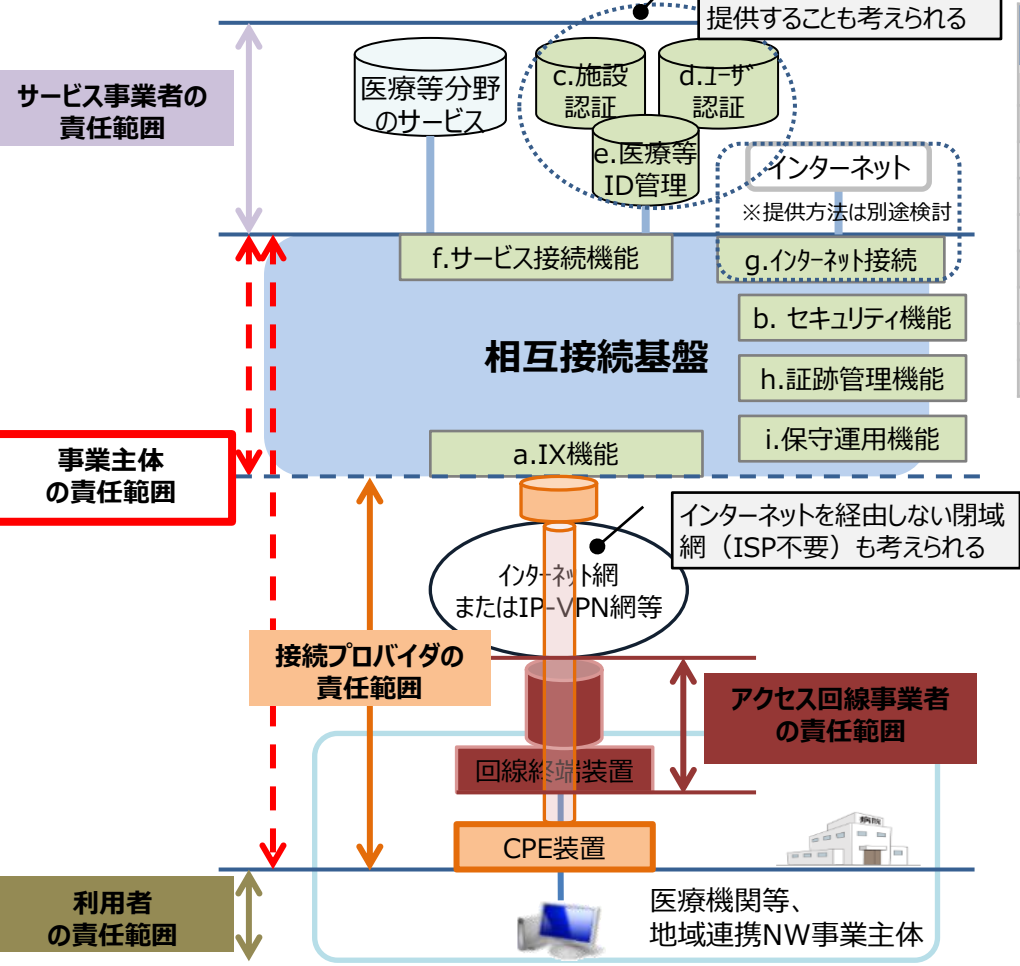 提供することも考えられる
サービス事業者の
責任範囲
医療等分野
のサービス
c.施設
認証
d.ユーザ
認証
e.医療等
ID管理
インターネット
※提供方法は別途検討
f.サービス接続機能
g.インターネット接続
b. セキュリティ機能
相互接続基盤
h.証跡管理機能
i.保守運用機能
a.IX機能
事業主体
の責任範囲
インターネットを経由しない閉域
網（ISP不要）も考えられる
インターネット網
またはIP-VPN網等
接続プロバイダの
責任範囲
アクセス回線事業者
の責任範囲
回線終端装置
CPE装置
病院
利用者
の責任範囲
医療機関等、
地域連携NW事業主体